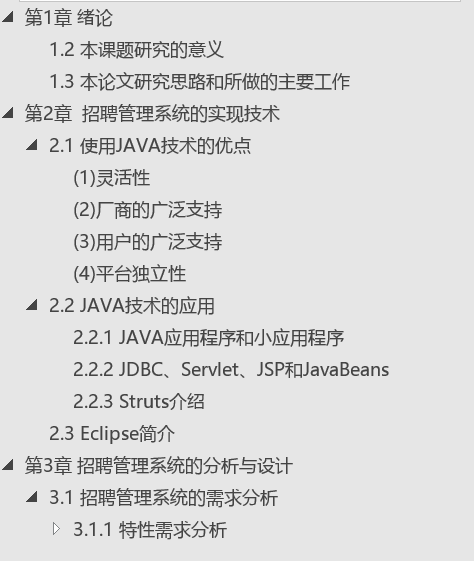 第1章 绪论
1.2 本课题研究的意义
1.3 本论文研究思路和所做的主要工作
第2章 招聘管理系统的实现技术
2.1 使用JAVA技术的优点
(1)灵活性
(2)厂商的广泛支持
(3)用户的广泛支持
(4)平台独立性
2.2 JAVA技术的应用
2.2.1 JAVA应用程序和小应用程序
2.2.2 JDBC、Servlet、JSP和JavaBeans
2.2.3 Struts介绍
2.3 Eclipse简介
第3章 招聘管理系统的分析与设计
3.1 招聘管理系统的需求分析
3.1.1 特性需求分析